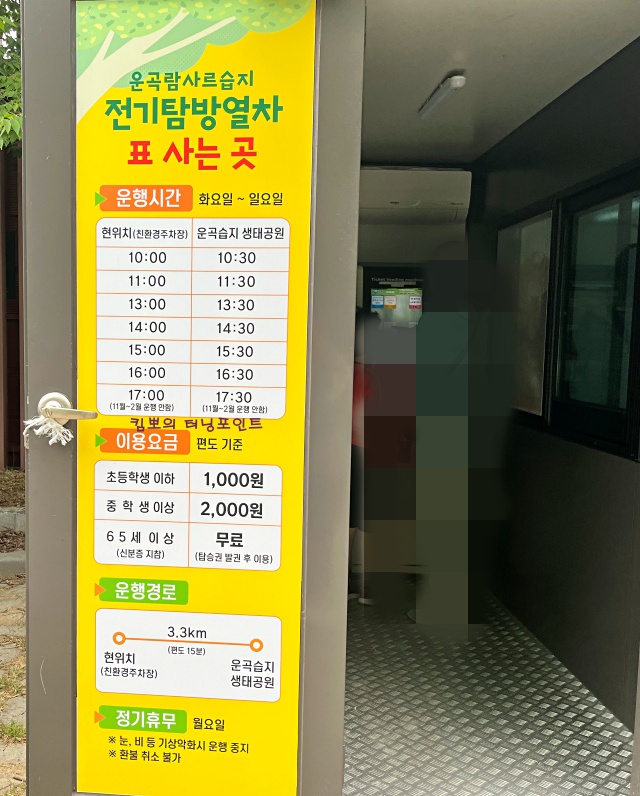 운곡람사르습지
전기탐방열차
표 사는 곳
운행시간 화요일 ~ 일요일
현위치(친환경주차장) 운곡습지 생태공원
10:00 10:30
11:00 11:30
13:00 13:30
14:00 14:30
15:00 15:30
16:00 16:30
17:00 17:30
(11월~2월 운행 안함) (11월~2월 운행 안함)
킴뽀의 터닝포인트
이용요금 편도 기준
초등학생 이하 1,000원
중 학 생 이상 2,000원
6 5 세 이 상 무료
(신분증 지참) (탑승권 발권 후 이용)
운행경로
3.3km
(편도 15분)
현위치 운곡습지
(친환경주차장) 생태공원
정기휴무 월요일
※ 눈, 비 등 기상악화시 운행 중지
※ 환불 취소 불가